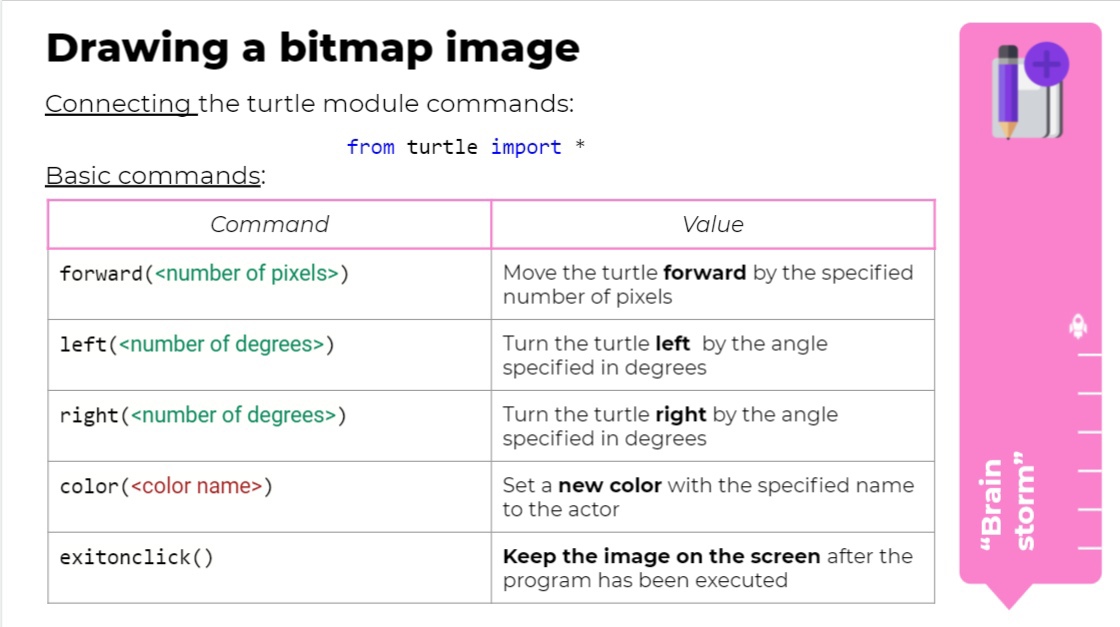 Drawing a bitmap image
Connecting the turtle module commands:
from turtle import *
Basic commands:
Command
Value
forward(<number of pixels>)
Move the turtle forward by the specified
number of pixels
left(<number of degrees>)
Turn the turtle left by the angle
specified in degrees
right(<number of degrees>)
Turn the turtle right by the angle
specified in degrees
color(<color name>)
Set a new color with the specified name
to the actor
exitonclick()
Keep the image on the screen after the
program has been executed
“Brain
storm”